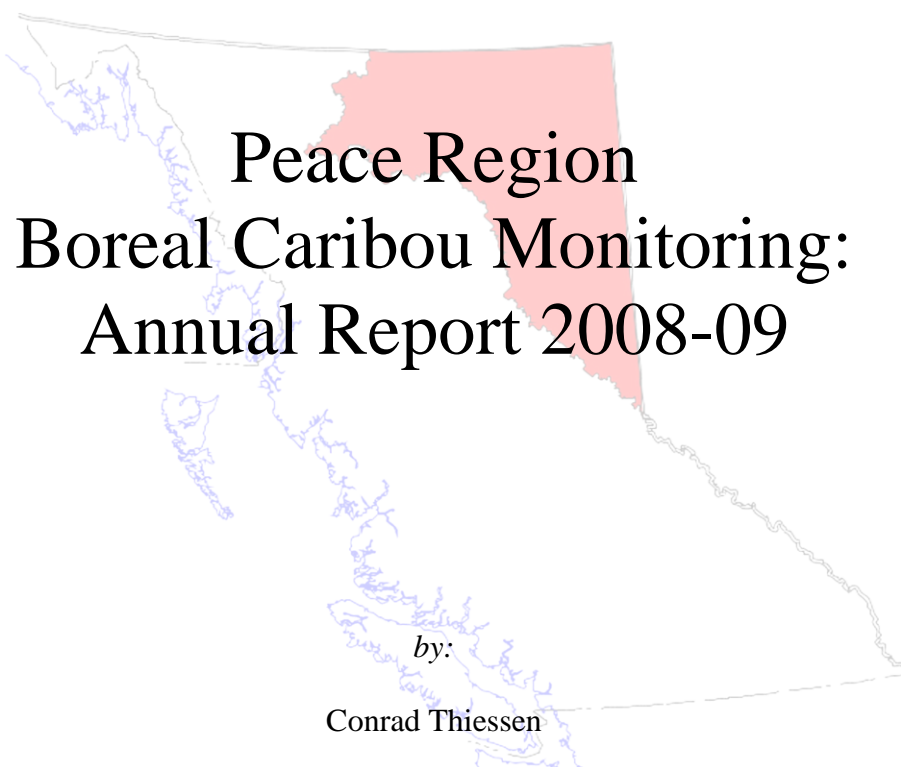 Peace Region
Boreal Caribou Monitoring:
Annual Report 2008-09
by:
Conrad Thiessen